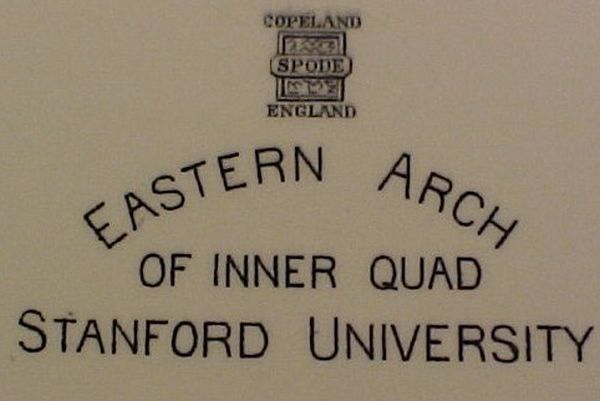 COPELAND
SPODE
ENGLAND
EASTERN ARCH
OF INNER QUAD
STANFORD UNIVERSITY